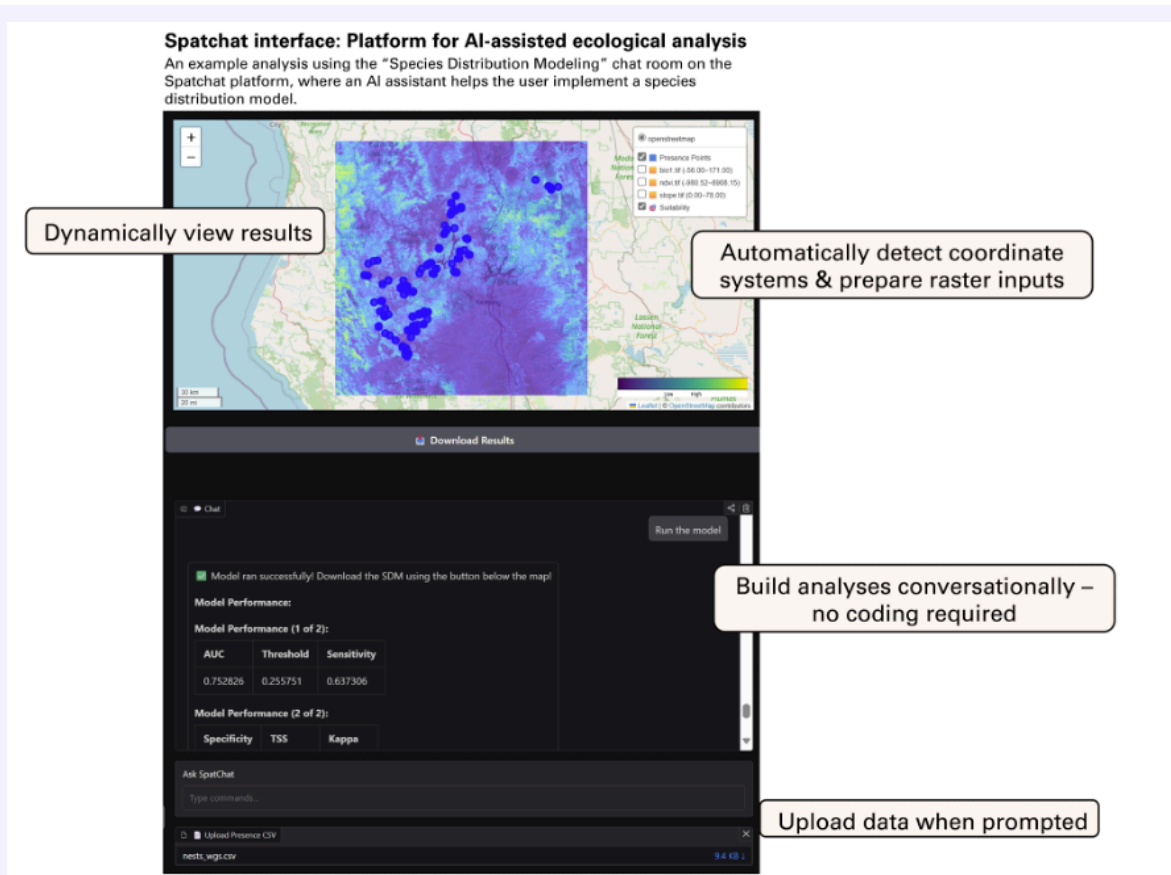 Spatchat interface: Platform for AI-assisted ecological analysis
An example analysis using the “Species Distribution Modeling” chat room on the
Spatchat platform, where an AI assistant helps the user implement a species
distribution model.
+
−
openstreetmap
Presence Points
bio1.tif (-56.00–171.00)
ndvi.tif (-980.52–8908.15)
slope.tif (0.00–78.00)
Suitability
Dynamically view results
Automatically detect coordinate
systems & prepare raster inputs
Lassen
National
Forest
30 km
20 mi
Low High
Leaflet | © OpenStreetMap contributors
Download Results
Chat
Run the model
Model ran successfully! Download the SDM using the button below the map!
Model Performance:
Model Performance (1 of 2):
AUC Threshold Sensitivity
0.752826 0.255751 0.637306
Build analyses conversationally –
no coding required
Model Performance (2 of 2):
Specificity TSS Kappa
Ask SpatChat
Type commands...
Upload data when prompted
Upload Presence CSV
nests_wgs.csv
9.4 KB ↓